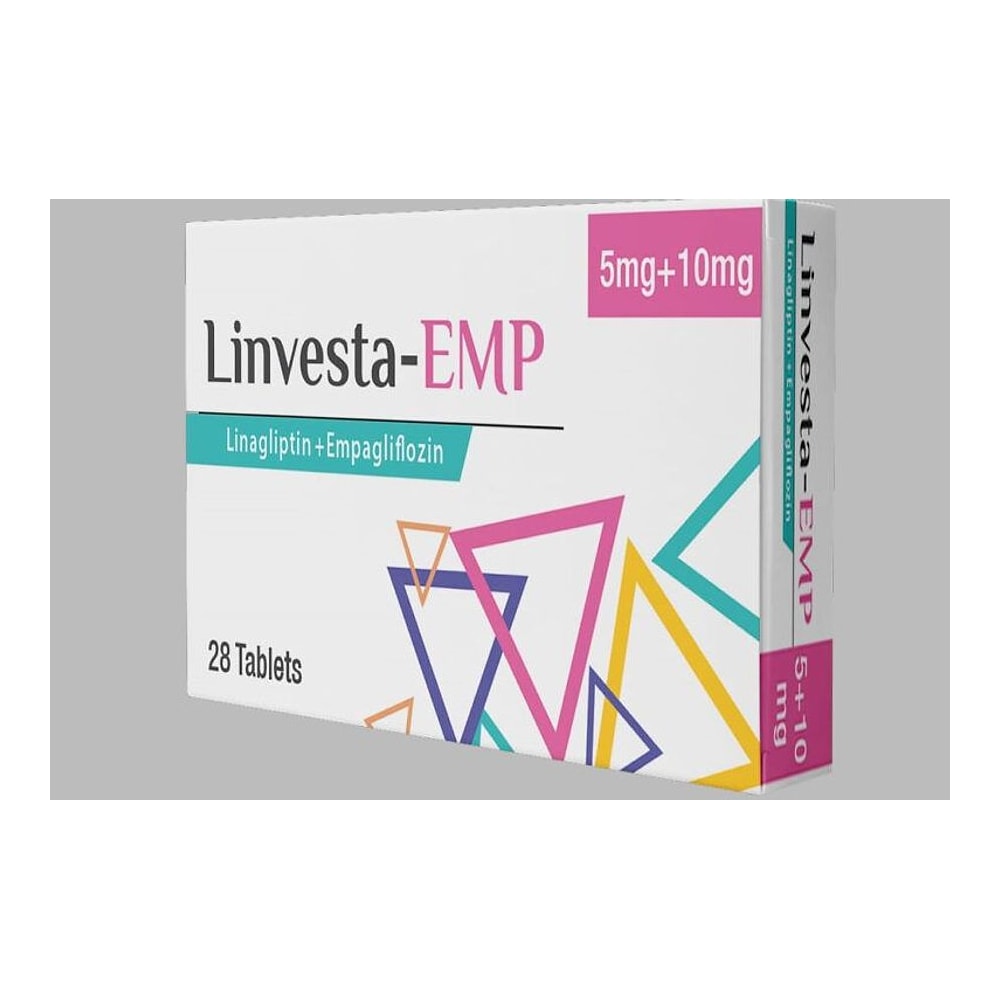 5mg+10mg
Linvesta-EMP
Linagliptin+Empagliflozin
28 Tablets
Linvesta-EMP
Linagliptin + Empagliflozin
5+10
mg